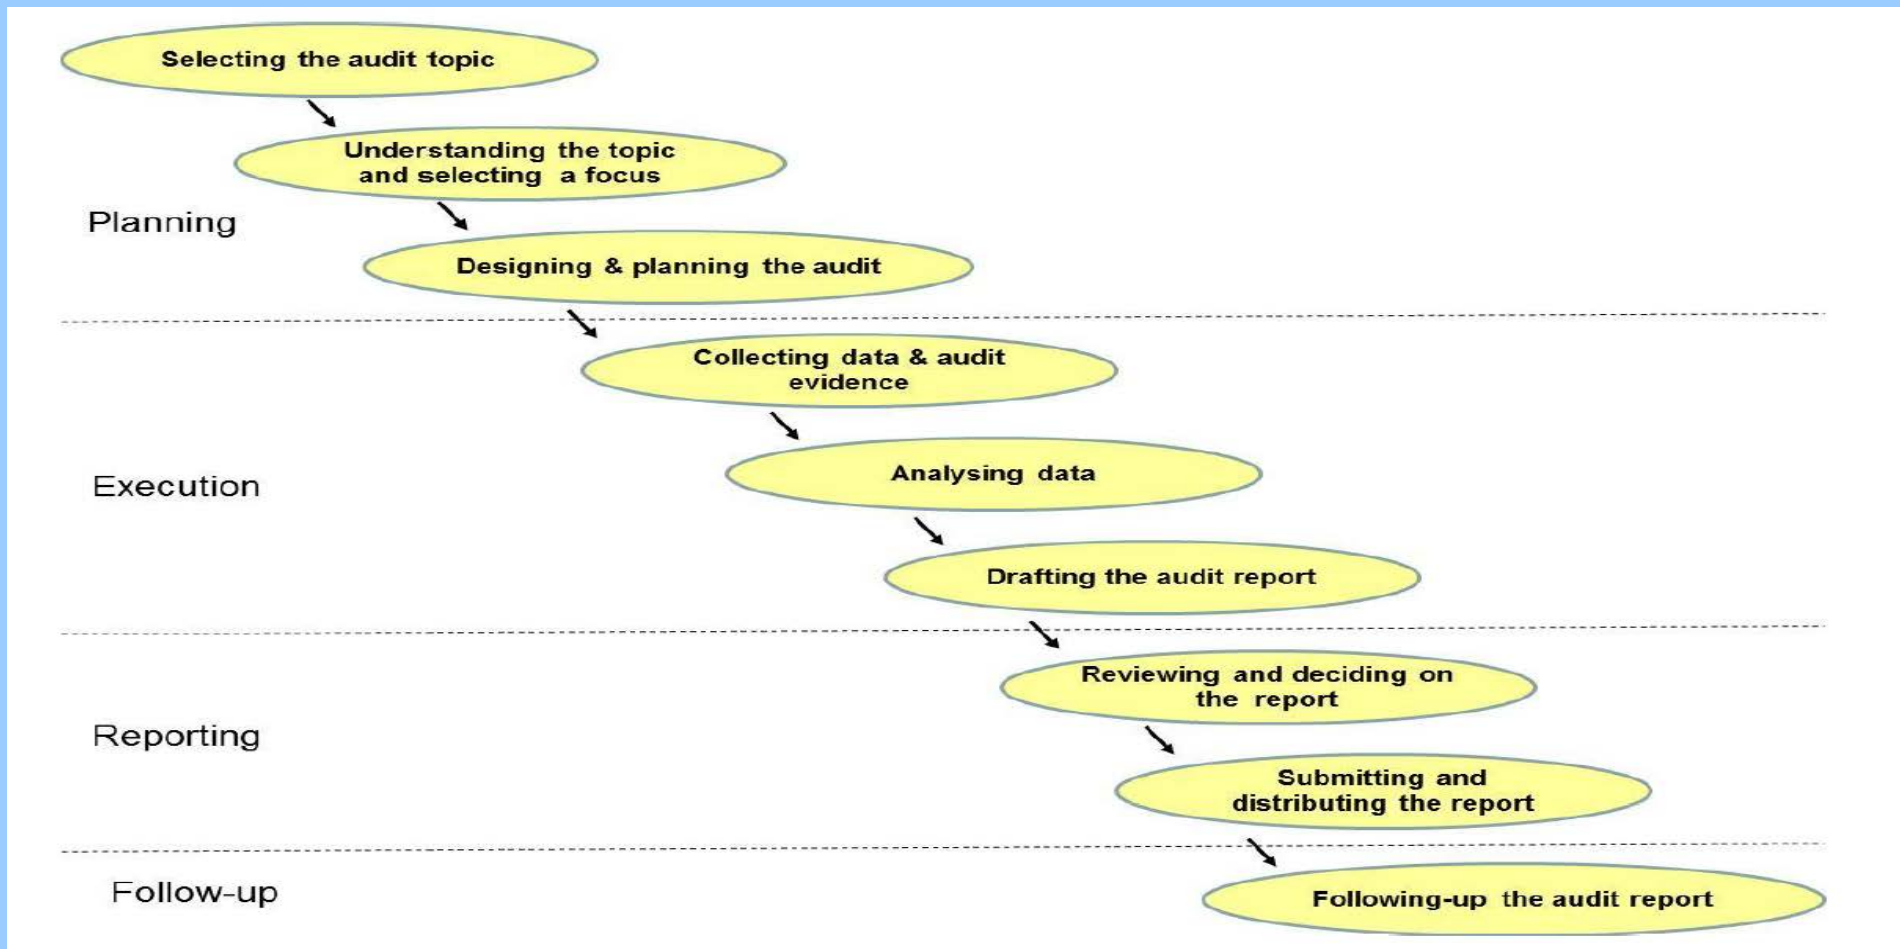 Selecting the audit topic
Understanding the topic
and selecting a focus
Planning
Designing & planning the audit
Collecting data & audit
evidence
Analysing data
Execution
Drafting the audit report
Reviewing and deciding on
the report
Reporting
Submitting and
distributing the report
Follow-up
Following-up the audit report